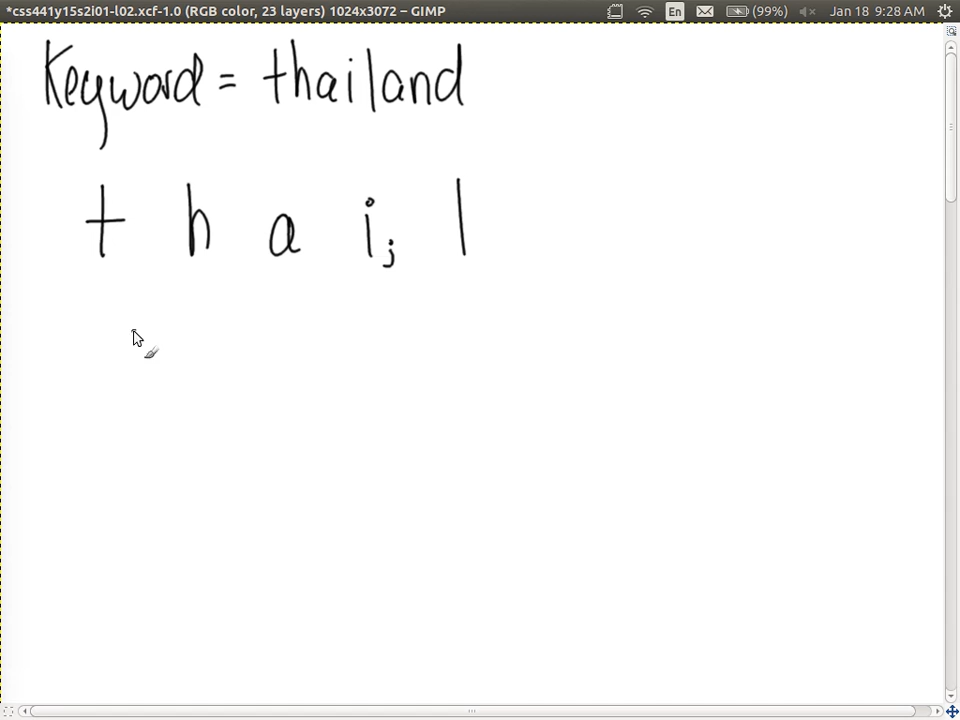 *css441y15s2i01-l02.xcf-1.0 (RGB color, 23 layers) 1024x3072 – GIMP En (99%) Jan 18 9:28 AM
Keyword = thailand
t h a i; l